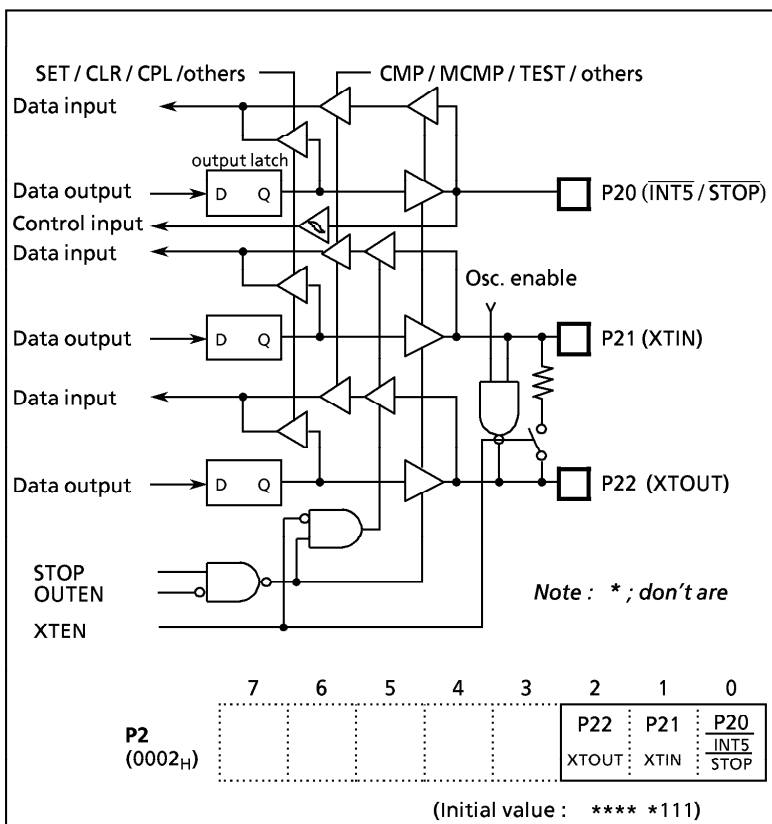 SET / CLR / CPL /others CMP / MCMP / TEST / others
Data input
output latch
Data output D Q P20 (INT5 / STOP)
Control input
Data input
Osc. enable
Data output D Q P21 (XTIN)
Data input
Data output D Q P22 (XTOUT)
STOP
OUTEN
XTEN
Note : * ; don't are
7 6 5 4 3 2 1 0
P2 (0002H)
P22 P21 P20
XTOUT XTIN INT5
STOP
(Initial value : **** *111)